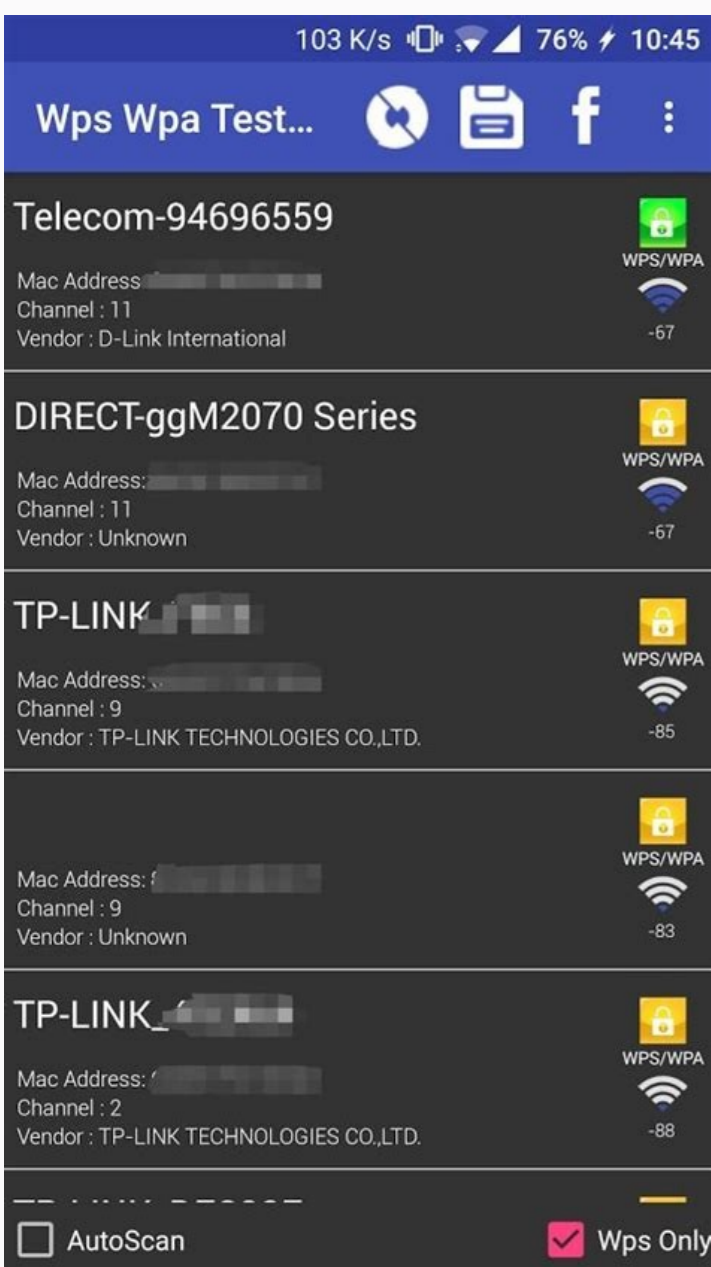 103 K/s 76% 10:45
Wps Wpa Test... f
Telecom-94696559
WPS/WPA
Mac Address
Channel : 11
Vendor : D-Link International
-67
DIRECT-ggM2070 Series
WPS/WPA
Mac Address:
Channel : 11
Vendor : Unknown
-67
TP-LINK
WPS/WPA
Mac Address:
Channel : 9
Vendor : TP-LINK TECHNOLOGIES CO.,LTD.
-85
WPS/WPA
Mac Address:
Channel : 9
Vendor : Unknown
-83
TP-LINK_
WPS/WPA
Mac Address:
Channel : 2
Vendor : TP-LINK TECHNOLOGIES CO.,LTD.
-88
AutoScan
Wps Only